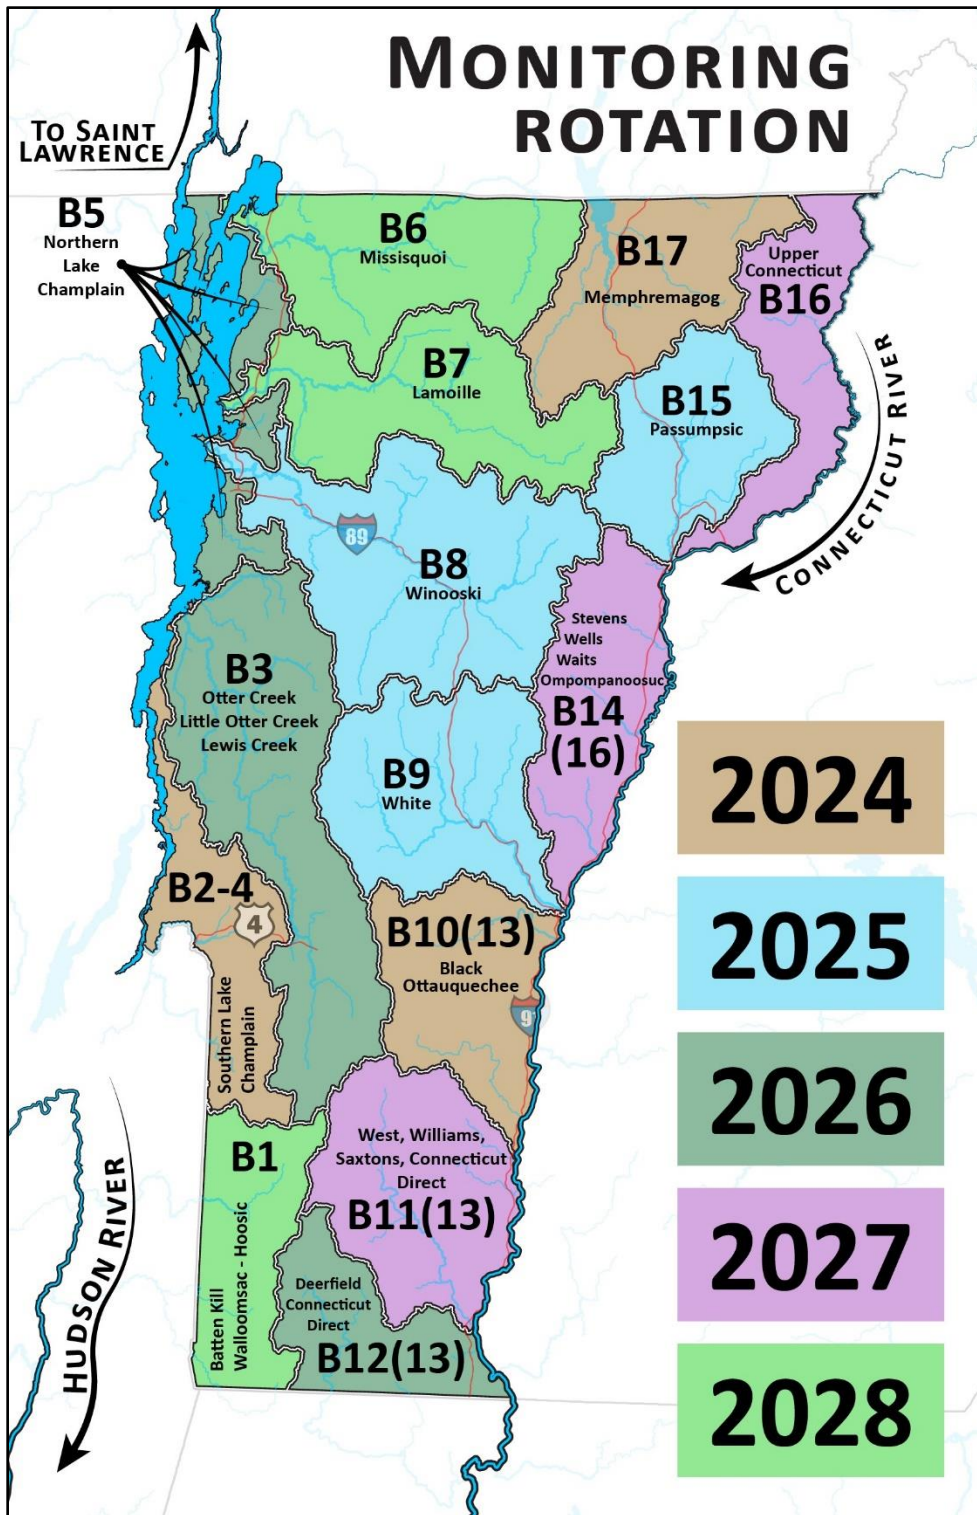 MONITORING
ROTATION
TO SAINT
LAWRENCE
B5
Northern
Lake
Champlain
B6
Missisquoi
B17
Memphremagog
Upper
Connecticut
B16
B7
Lamoille
B15
Passumpsic
CONNECTICUT RIVER
89
B8
Winooski
Stevens
Wells
Waits
Ompompanoosuc
B14
(16)
B3
Otter Creek
Little Otter Creek
Lewis Creek
B9
White
2024
B2-4
4
Southern Lake
Champlain
B10(13)
Black
Ottauquechee
2025
2026
B1
Batten Kill
Walloomsac - Hoosic
West, Williams,
Saxtons, Connecticut
Direct
B11(13)
2027
Deerfield
Connecticut
Direct
B12(13)
HUDSON RIVER
2028